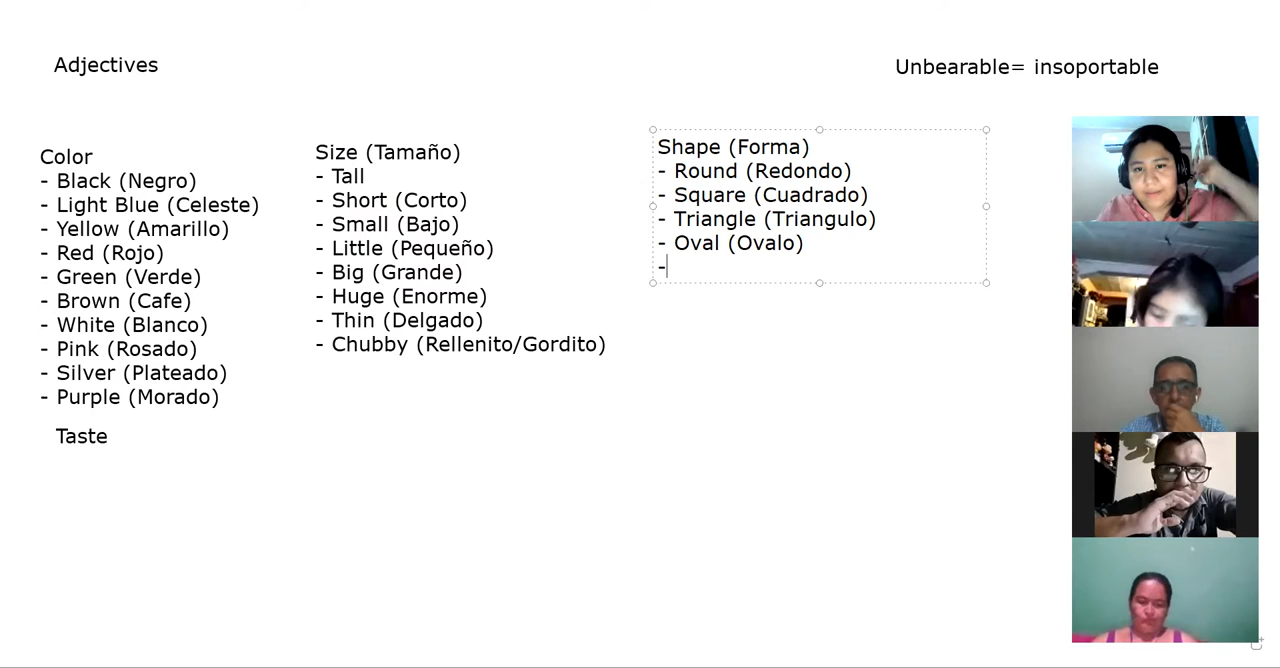 Adjectives
Unbearable= insoportable
Color
- Black (Negro)
- Light Blue (Celeste)
- Yellow (Amarillo)
- Red (Rojo)
- Green (Verde)
- Brown (Cafe)
- White (Blanco)
- Pink (Rosado)
- Silver (Plateado)
- Purple (Morado)
Taste
Size (Tamaño)
- Tall
- Short (Corto)
- Small (Bajo)
- Little (Pequeño)
- Big (Grande)
- Huge (Enorme)
- Thin (Delgado)
- Chubby (Rellenito/Gordito)
Shape (Forma)
- Round (Redondo)
- Square (Cuadrado)
- Triangle (Triangulo)
- Oval (Ovalo)
-